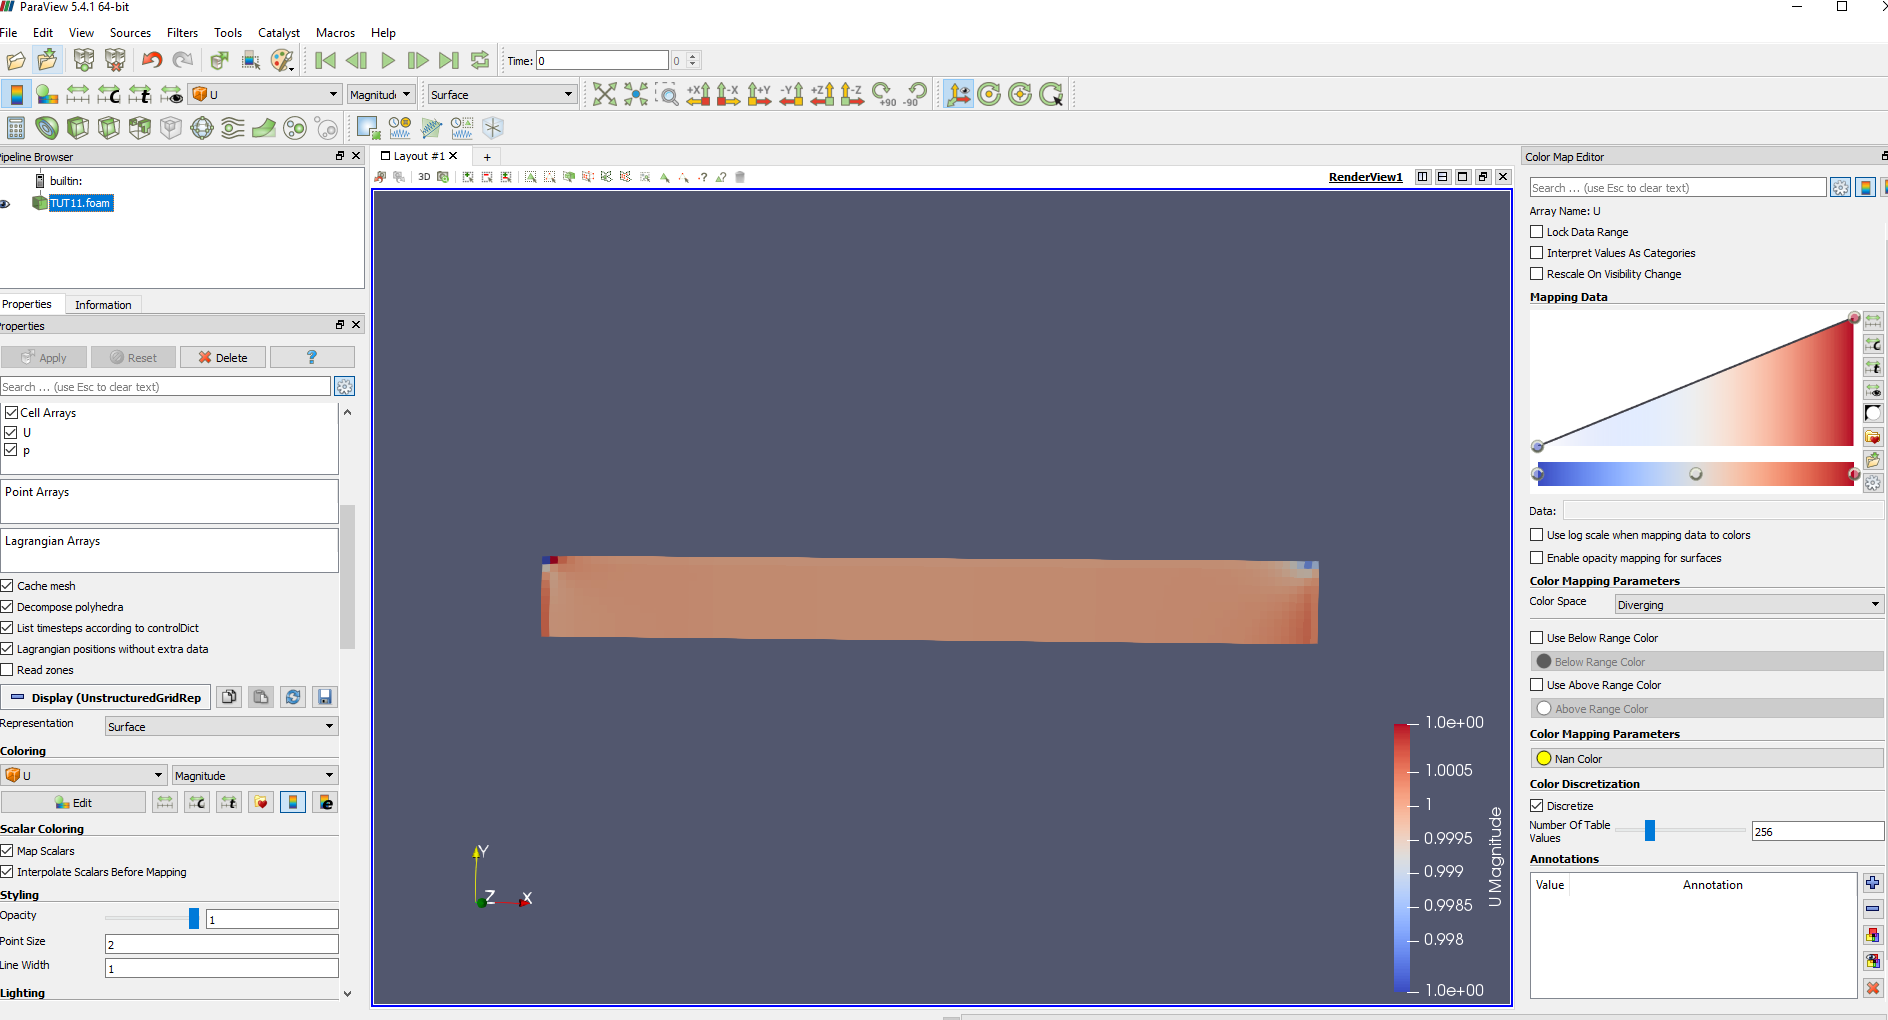 ParaView 5.4.1 64-bit
File Edit View Sources Filters Tools Catalyst Macros Help
Time: 0 0
U Magnitude Surface
+X -X +Y -Y +Z -Z +90 -90
Pipeline Browser
builtin:
TUT11.foam
Properties Information
Properties
Apply Reset Delete ?
Search ... (use Esc to clear text)
Cell Arrays
U
p
Point Arrays
Lagrangian Arrays
Cache mesh
Decompose polyhedra
List timesteps according to controlDict
Lagrangian positions without extra data
Read zones
Display (UnstructuredGridRep
Representation Surface
Coloring
U Magnitude
Edit
Scalar Coloring
Map Scalars
Interpolate Scalars Before Mapping
Styling
Opacity 1
Point Size 2
Line Width 1
Lighting
Layout #1 +
3D RenderView1
Y
Z X
1.0e+00
1.0005
1
0.9995
0.999
0.9985
0.998
1.0e+00
U Magnitude
Color Map Editor
Search ... (use Esc to clear text)
Array Name: U
Lock Data Range
Interpret Values As Categories
Rescale On Visibility Change
Mapping Data
Data:
Use log scale when mapping data to colors
Enable opacity mapping for surfaces
Color Mapping Parameters
Color Space Diverging
Use Below Range Color
Below Range Color
Use Above Range Color
Above Range Color
Color Mapping Parameters
Nan Color
Color Discretization
Discretize
Number Of Table Values 256
Annotations
Value Annotation